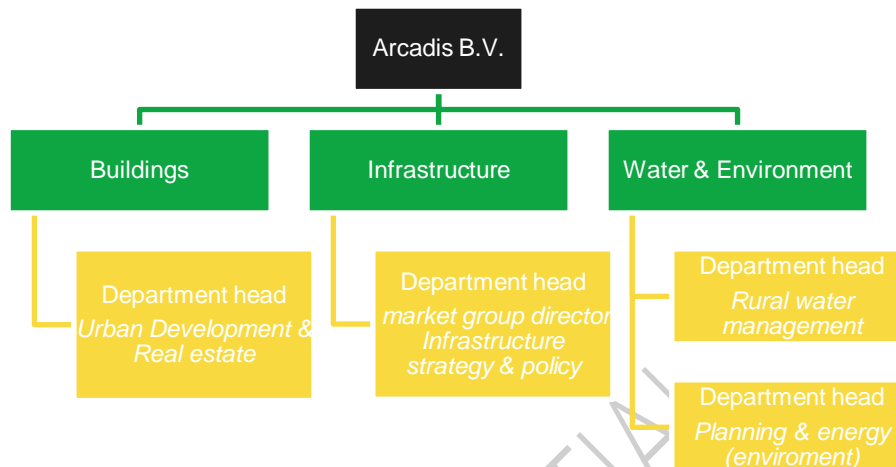 Arcadis B.V.
Buildings
Infrastructure
Water & Environment
Department head
Urban Development &
Real estate
Department head
market group director
Infrastructure
strategy & policy
Department head
Rural water
management
Department head
Planning & energy
(enviroment)